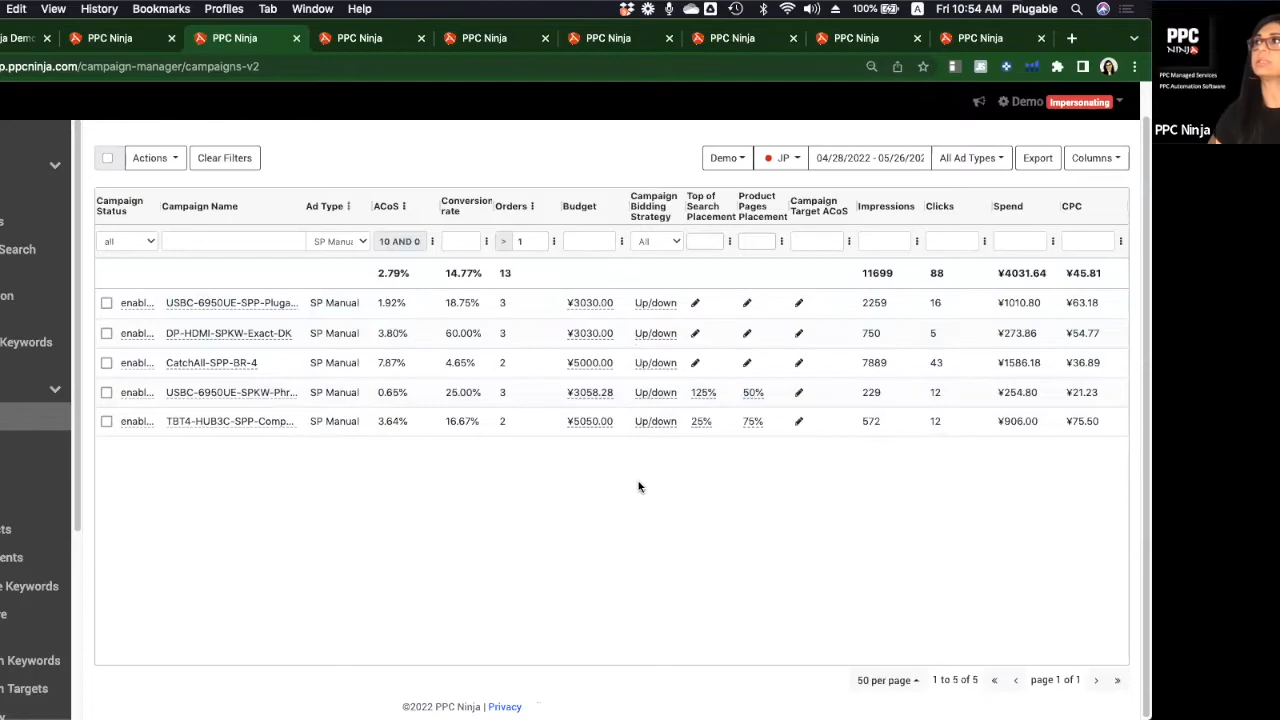 Edit View History Bookmarks Profiles Tab Window Help 100% A Fri 10:54 AM Plugable
PPC Ninja PPC Ninja PPC Ninja PPC Ninja PPC Ninja PPC Ninja PPC Ninja PPC Ninja
p.ppcninja.com/campaign-manager/campaigns-v2
PPC
NINJA
PPC Managed Services
PPC Automation Software
PPC Ninja
Demo Impersonating
Actions Clear Filters Demo JP 04/28/2022 - 05/26/202 All Ad Types Export Columns
Campaign Status Campaign Name Ad Type ACoS Conversion rate Orders Budget Campaign Bidding Strategy Top of Search Placement Product Pages Placement Campaign Target ACoS Impressions Clicks Spend CPC
all SP Manu 10 AND 0 > 1 All
2.79% 14.77% 13 11699 88 ¥4031.64 ¥45.81
enabl... USBC-6950UE-SPP-Pluga... SP Manual 1.92% 18.75% 3 ¥3030.00 Up/down 2259 16 ¥1010.80 ¥63.18
enabl... DP-HDMI-SPKW-Exact-DK SP Manual 3.80% 60.00% 3 ¥3030.00 Up/down 750 5 ¥273.86 ¥54.77
enabl... CatchAll-SPP-BR-4 SP Manual 7.87% 4.65% 2 ¥5000.00 Up/down 7889 43 ¥1586.18 ¥36.89
enabl... USBC-6950UE-SPKW-Phr... SP Manual 0.65% 25.00% 3 ¥3058.28 Up/down 125% 50% 229 12 ¥254.80 ¥21.23
enabl... TBT4-HUB3C-SPP-Comp... SP Manual 3.64% 16.67% 2 ¥5050.00 Up/down 25% 75% 572 12 ¥906.00 ¥75.50
Search
Keywords
Keywords
Keywords
Targets
50 per page 1 to 5 of 5 « ‹ page 1 of 1 › »
©2022 PPC Ninja | Privacy